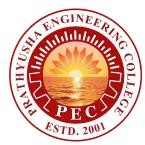 PRATHYUSHA ENGINEERING COLLEGE
PEC
ESTD. 2001